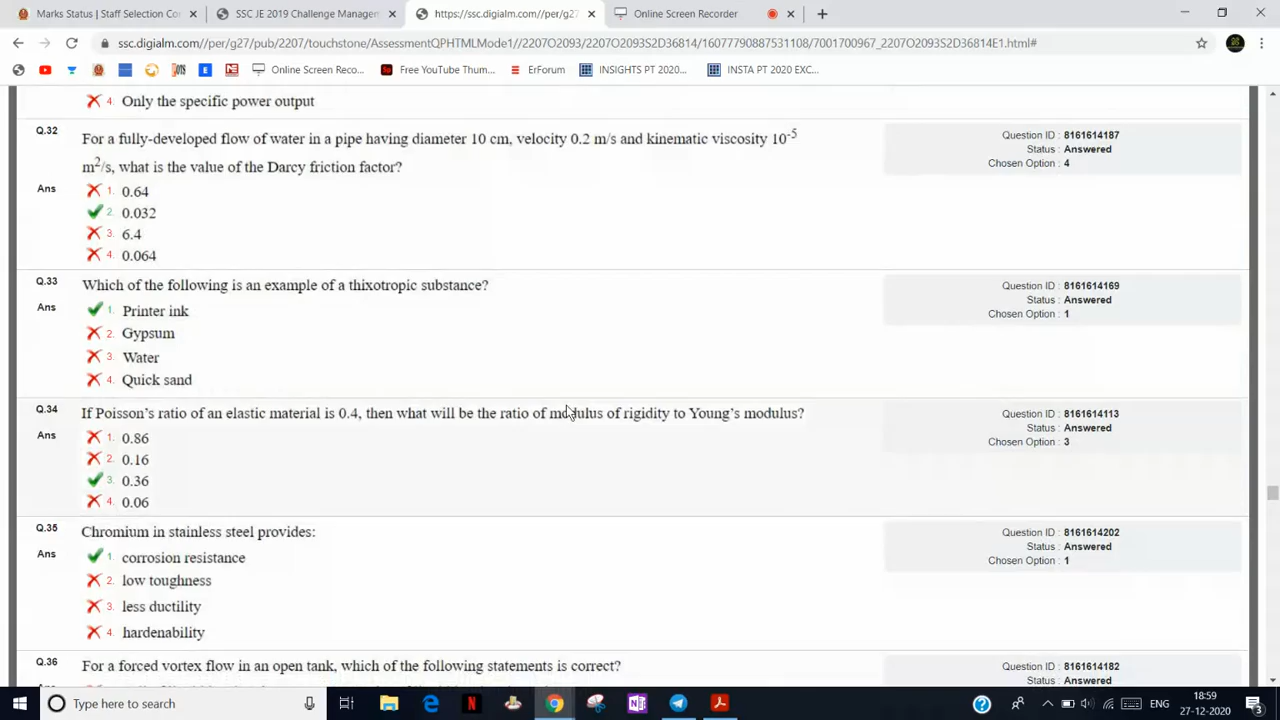 Marks Status | Staff Selection Co
SSC JE 2019 Challenge Managem
https://ssc.digialm.com//per/g27
Online Screen Recorder
ssc.digialm.com//per/g27/pub/2207/touchstone/AssessmentQPHTMLMode1//2207O2093/2207O2093S2D36814/16077790887531108/7001700967_2207O2093S2D36814E1.html#
Online Screen Reco...
Free YouTube Thum...
ErForum
INSIGHTS PT 2020...
INSTA PT 2020 EXC...
4. Only the specific power output
Q.32 For a fully-developed flow of water in a pipe having diameter 10 cm, velocity 0.2 m/s and kinematic viscosity 10⁻⁵
m²/s, what is the value of the Darcy friction factor?
Ans 1. 0.64
2. 0.032
3. 6.4
4. 0.064
Question ID : 8161614187
Status : Answered
Chosen Option : 4
Q.33 Which of the following is an example of a thixotropic substance?
Ans 1. Printer ink
2. Gypsum
3. Water
4. Quick sand
Question ID : 8161614169
Status : Answered
Chosen Option : 1
Q.34 If Poisson's ratio of an elastic material is 0.4, then what will be the ratio of modulus of rigidity to Young's modulus?
Ans 1. 0.86
2. 0.16
3. 0.36
4. 0.06
Question ID : 8161614113
Status : Answered
Chosen Option : 3
Q.35 Chromium in stainless steel provides:
Ans 1. corrosion resistance
2. low toughness
3. less ductility
4. hardenability
Question ID : 8161614202
Status : Answered
Chosen Option : 1
Q.36 For a forced vortex flow in an open tank, which of the following statements is correct?
Question ID : 8161614182
Type here to search
ENG
18:59
27-12-2020
3